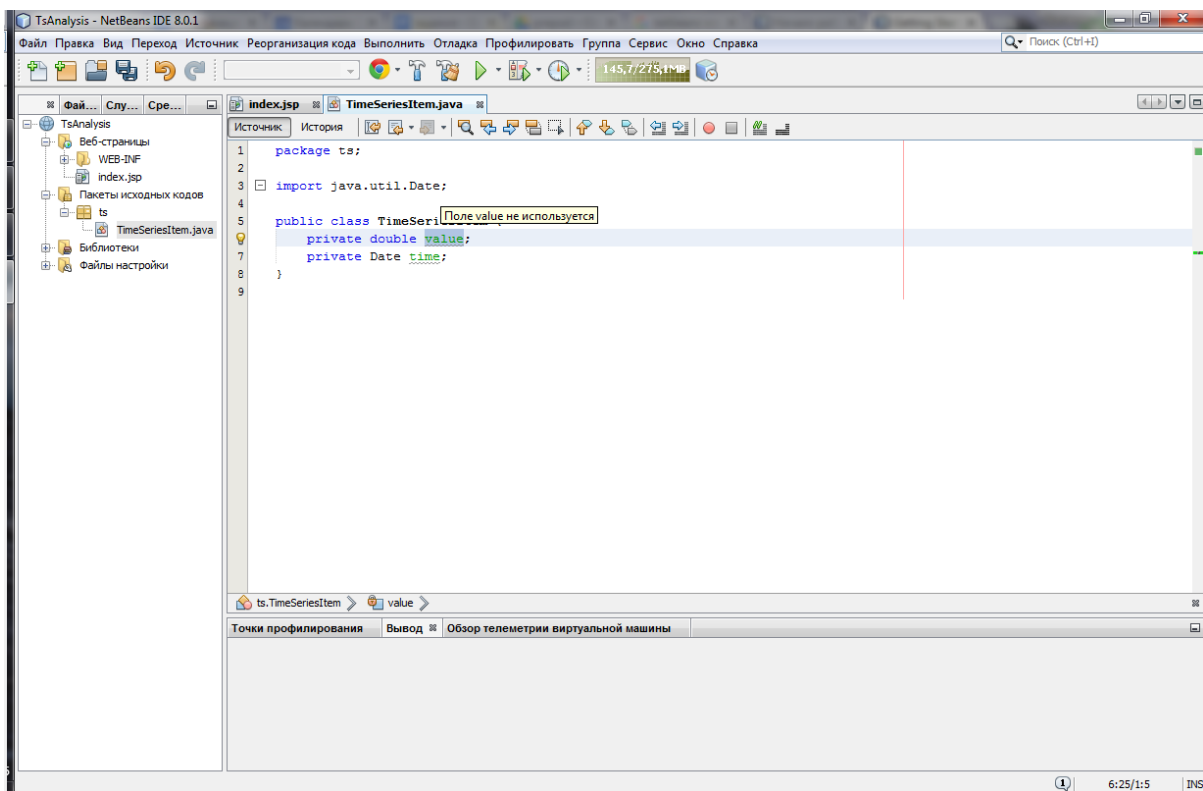 TsAnalysis - NetBeans IDE 8.0.1
Файл Правка Вид Переход Источник Реорганизация кода Выполнить Отладка Профилировать Группа Сервис Окно Справка
Поиск (Ctrl+I)
145,7/275,1MB
Фай... Слу... Сре...
index.jsp TimeSeriesItem.java
TsAnalysis
Веб-страницы
WEB-INF
index.jsp
Пакеты исходных кодов
ts
TimeSeriesItem.java
Библиотеки
Файлы настройки
Источник История
1 package ts;
2
3 import java.util.Date;
4
Поле value не используется
5 public class TimeSeri {
private double value;
7 private Date time;
8 }
9
ts.TimeSeriesItem value
Точки профилирования Вывод Обзор телеметрии виртуальной машины
1 6:25/1:5 INS